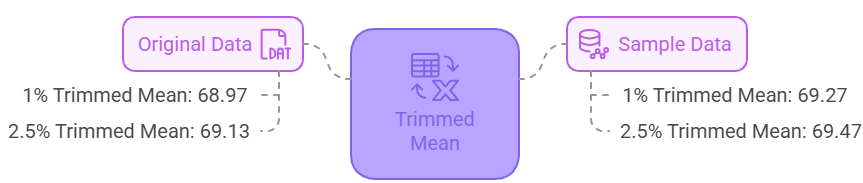 Original Data
DAT
1% Trimmed Mean: 68.97
2.5% Trimmed Mean: 69.13
Trimmed
Mean
Sample Data
1% Trimmed Mean: 69.27
2.5% Trimmed Mean: 69.47